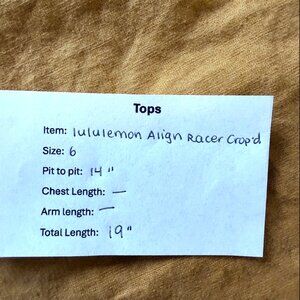 Tops
Item: lululemon Align Racer Crop'd
Size: 6
Pit to pit: 14"
Chest Length: —
Arm length: —
Total Length: 19"